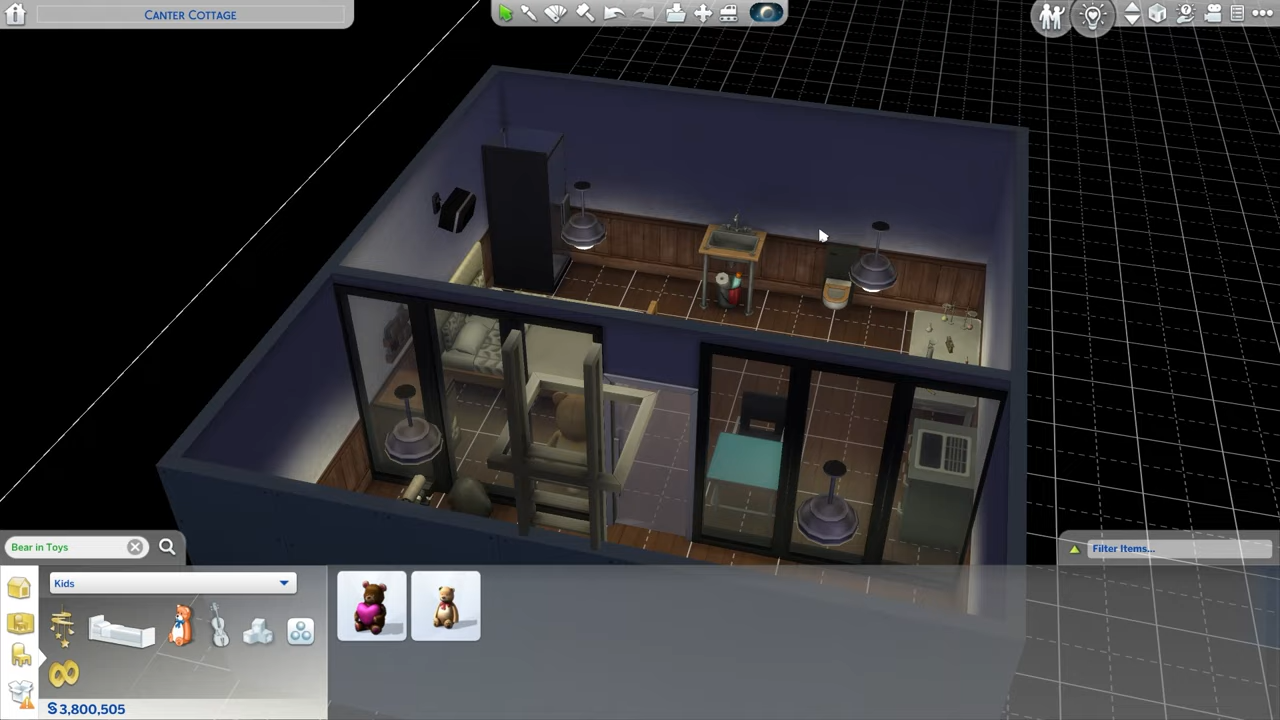 CANTER COTTAGE
Bear in Toys
Filter Items...
Kids
§3,800,505